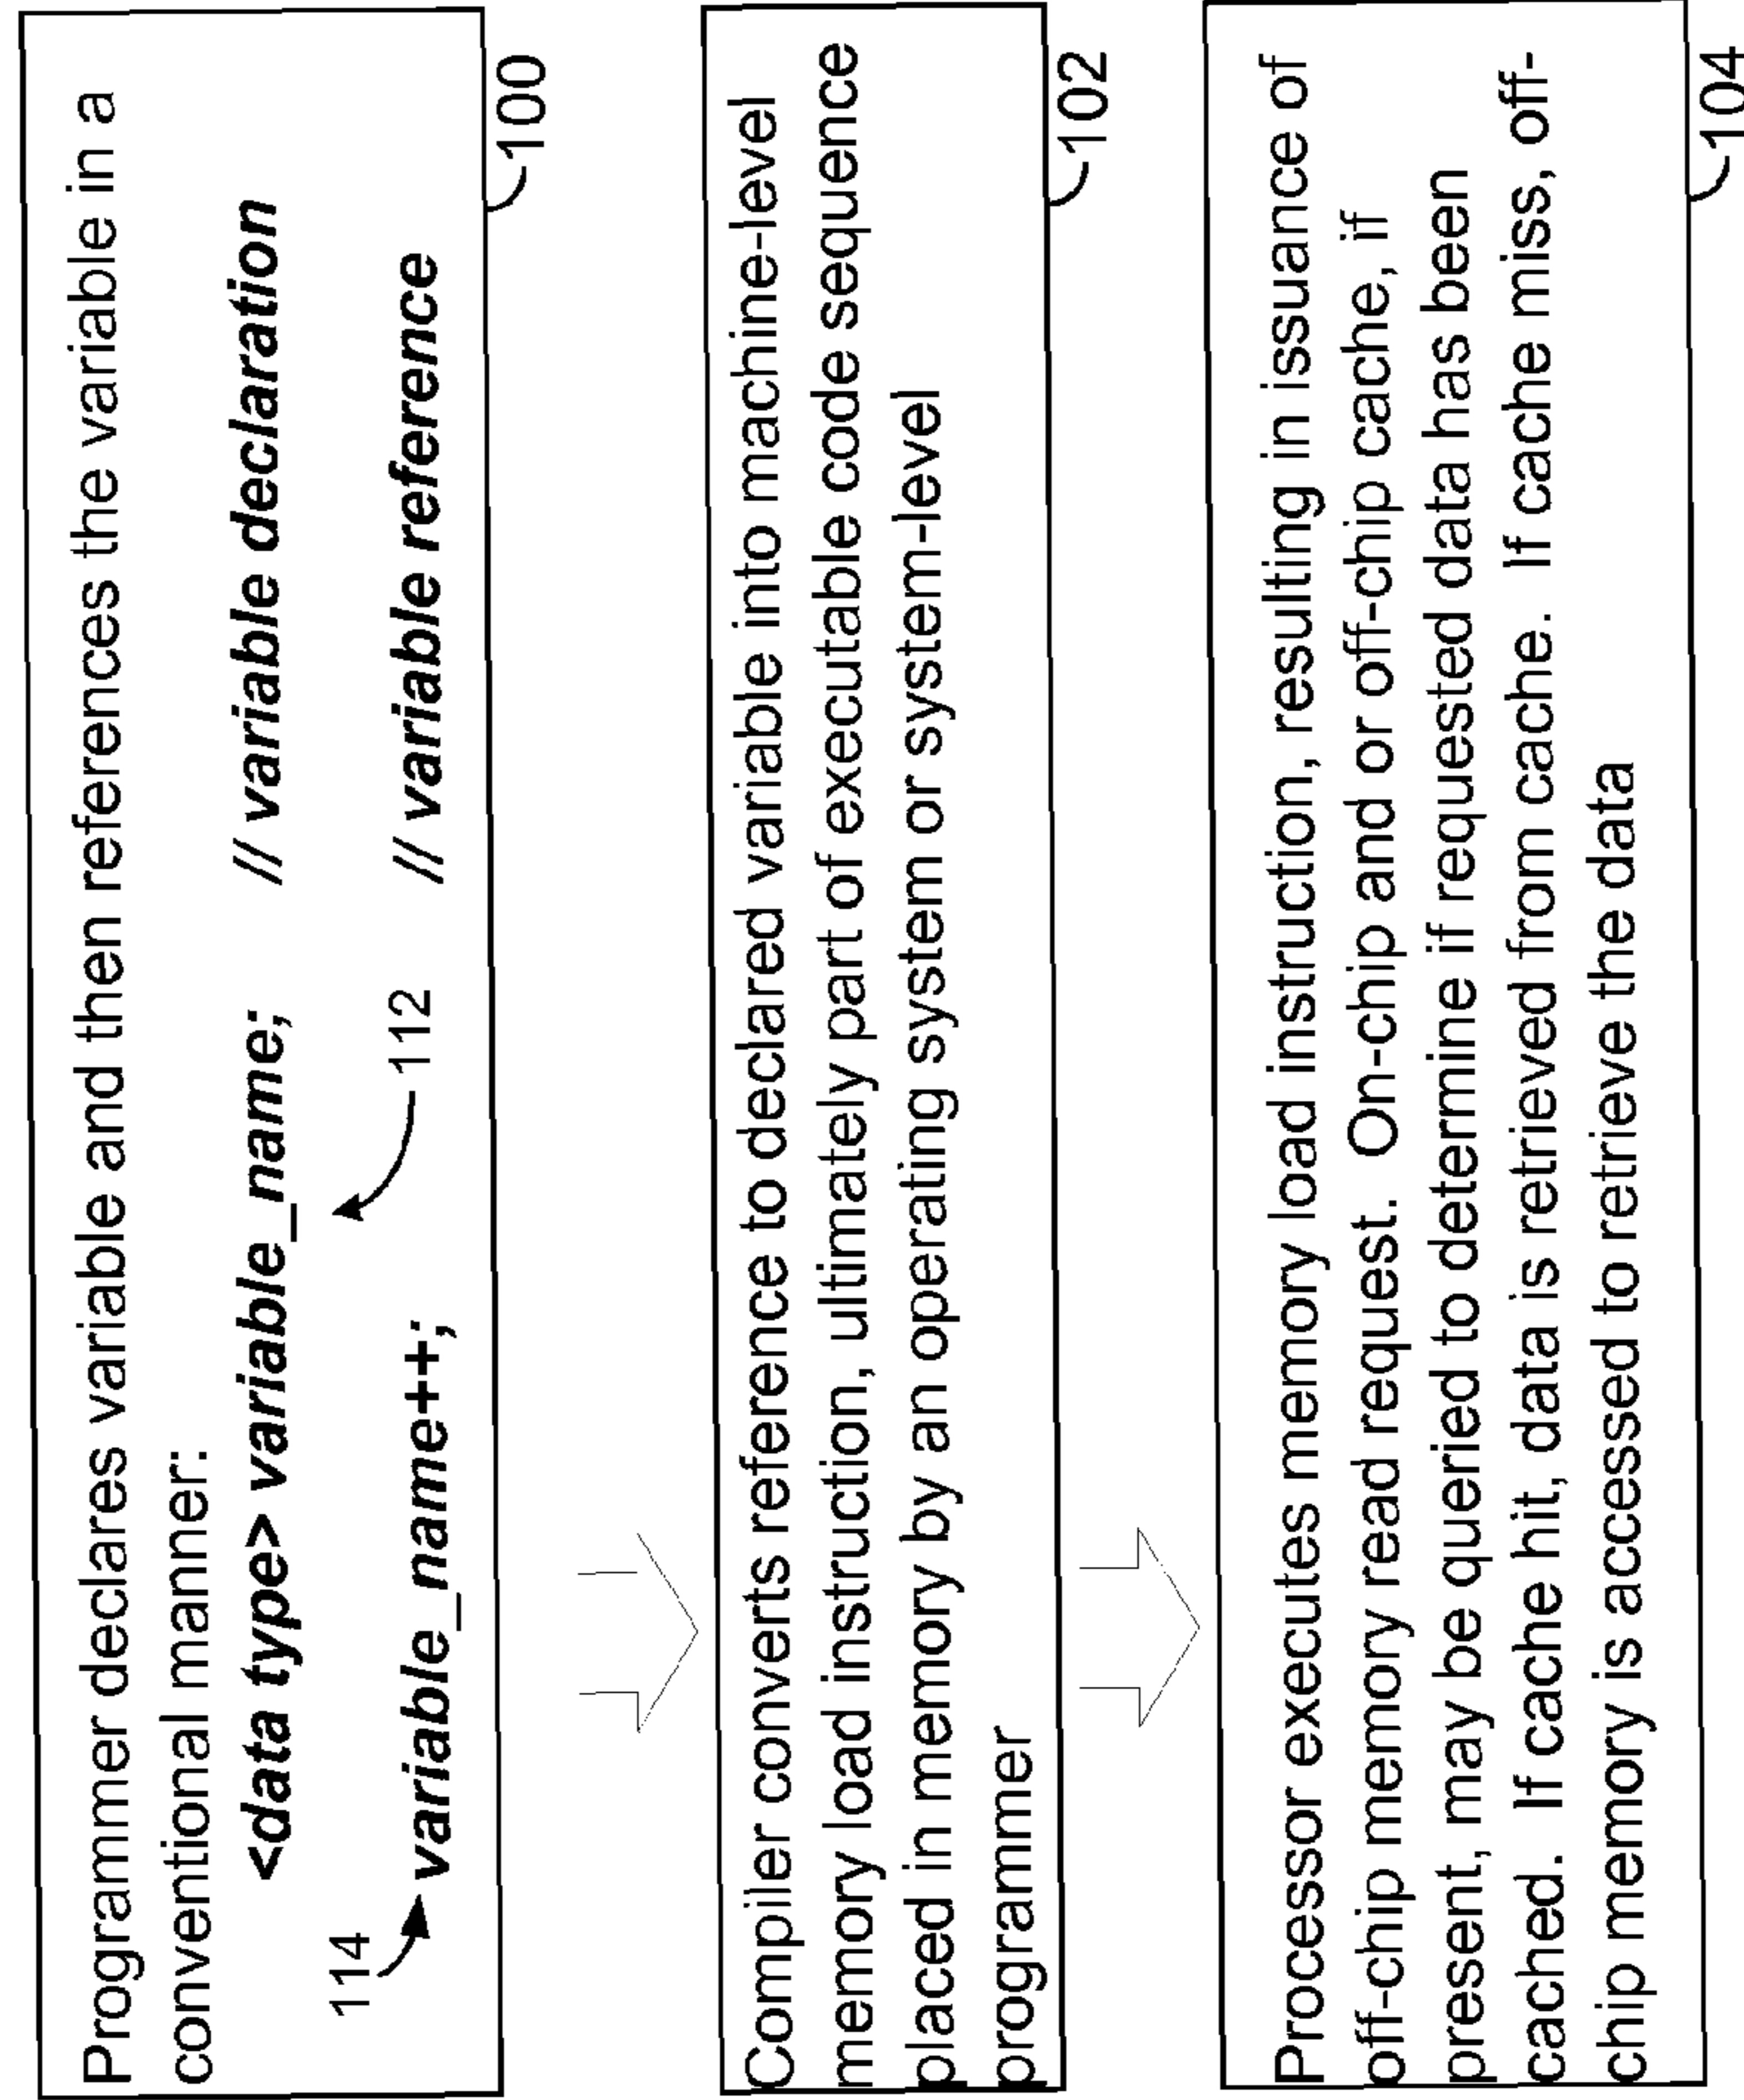 Programmer declares variable and then references the variable in a
conventional manner:
<data type> variable_name; // variable declaration
112
114
variable_name++; // variable reference
100
Compiler converts reference to declared variable into machine-level
memory load instruction, ultimately part of executable code sequence
placed in memory by an operating system or system-level
programmer
102
Processor executes memory load instruction, resulting in issuance of
off-chip memory read request. On-chip and or off-chip cache, if
present, may be queried to determine if requested data has been
cached. If cache hit, data is retrieved from cache. If cache miss, off-
chip memory is accessed to retrieve the data
104